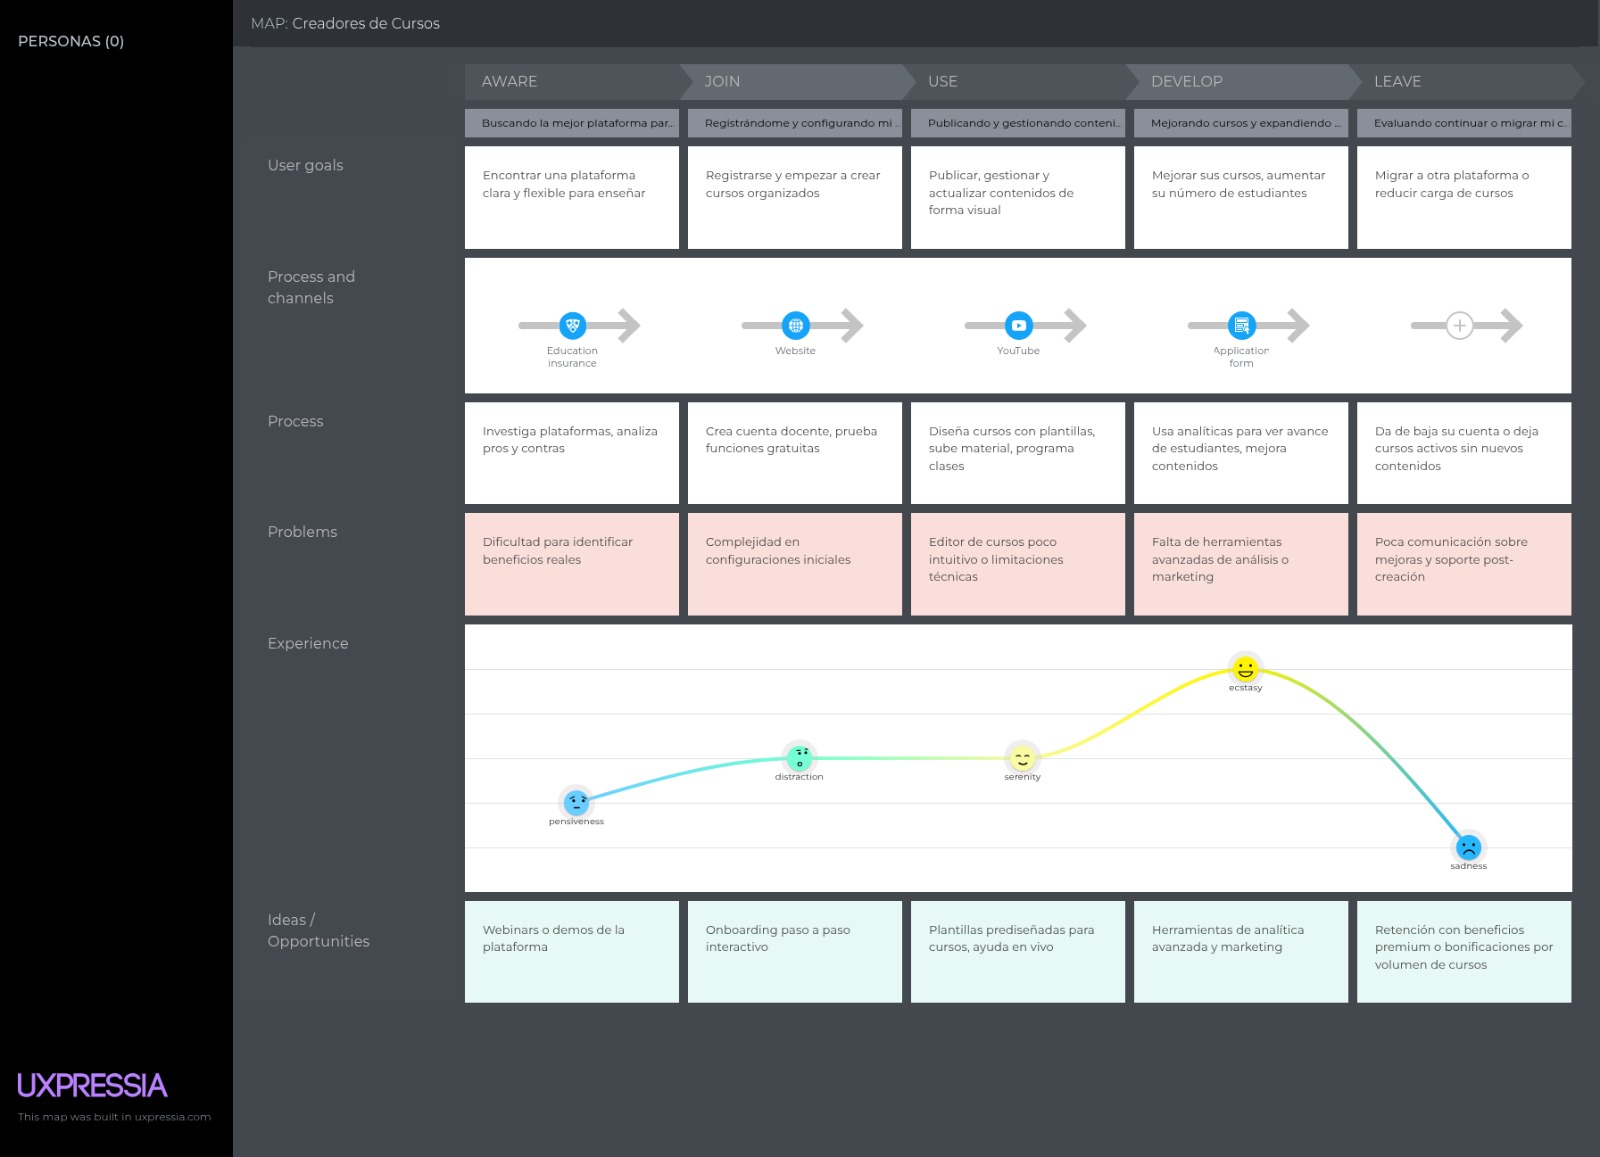 PERSONAS (0)
MAP: Creadores de Cursos
AWARE
JOIN
USE
DEVELOP
LEAVE
Buscando la mejor plataforma par...
Registrándome y configurando mi ...
Publicando y gestionando conteni...
Mejorando cursos y expandiendo ...
Evaluando continuar o migrar mi c...
User goals
Encontrar una plataforma
clara y flexible para enseñar
Registrarse y empezar a crear
cursos organizados
Publicar, gestionar y
actualizar contenidos de
forma visual
Mejorar sus cursos, aumentar
su número de estudiantes
Migrar a otra plataforma o
reducir carga de cursos
Process and
channels
Education
insurance
Website
YouTube
Application
form
Process
Investiga plataformas, analiza
pros y contras
Crea cuenta docente, prueba
funciones gratuitas
Diseña cursos con plantillas,
sube material, programa
clases
Usa analíticas para ver avance
de estudiantes, mejora
contenidos
Da de baja su cuenta o deja
cursos activos sin nuevos
contenidos
Problems
Dificultad para identificar
beneficios reales
Complejidad en
configuraciones iniciales
Editor de cursos poco
intuitivo o limitaciones
técnicas
Falta de herramientas
avanzadas de análisis o
marketing
Poca comunicación sobre
mejoras y soporte post-
creación
Experience
pensiveness
distraction
serenity
ecstasy
sadness
Ideas /
Opportunities
Webinars o demos de la
plataforma
Onboarding paso a paso
interactivo
Plantillas prediseñadas para
cursos, ayuda en vivo
Herramientas de analítica
avanzada y marketing
Retención con beneficios
premium o bonificaciones por
volumen de cursos
UXPRESSIA
This map was built in uxpressia.com